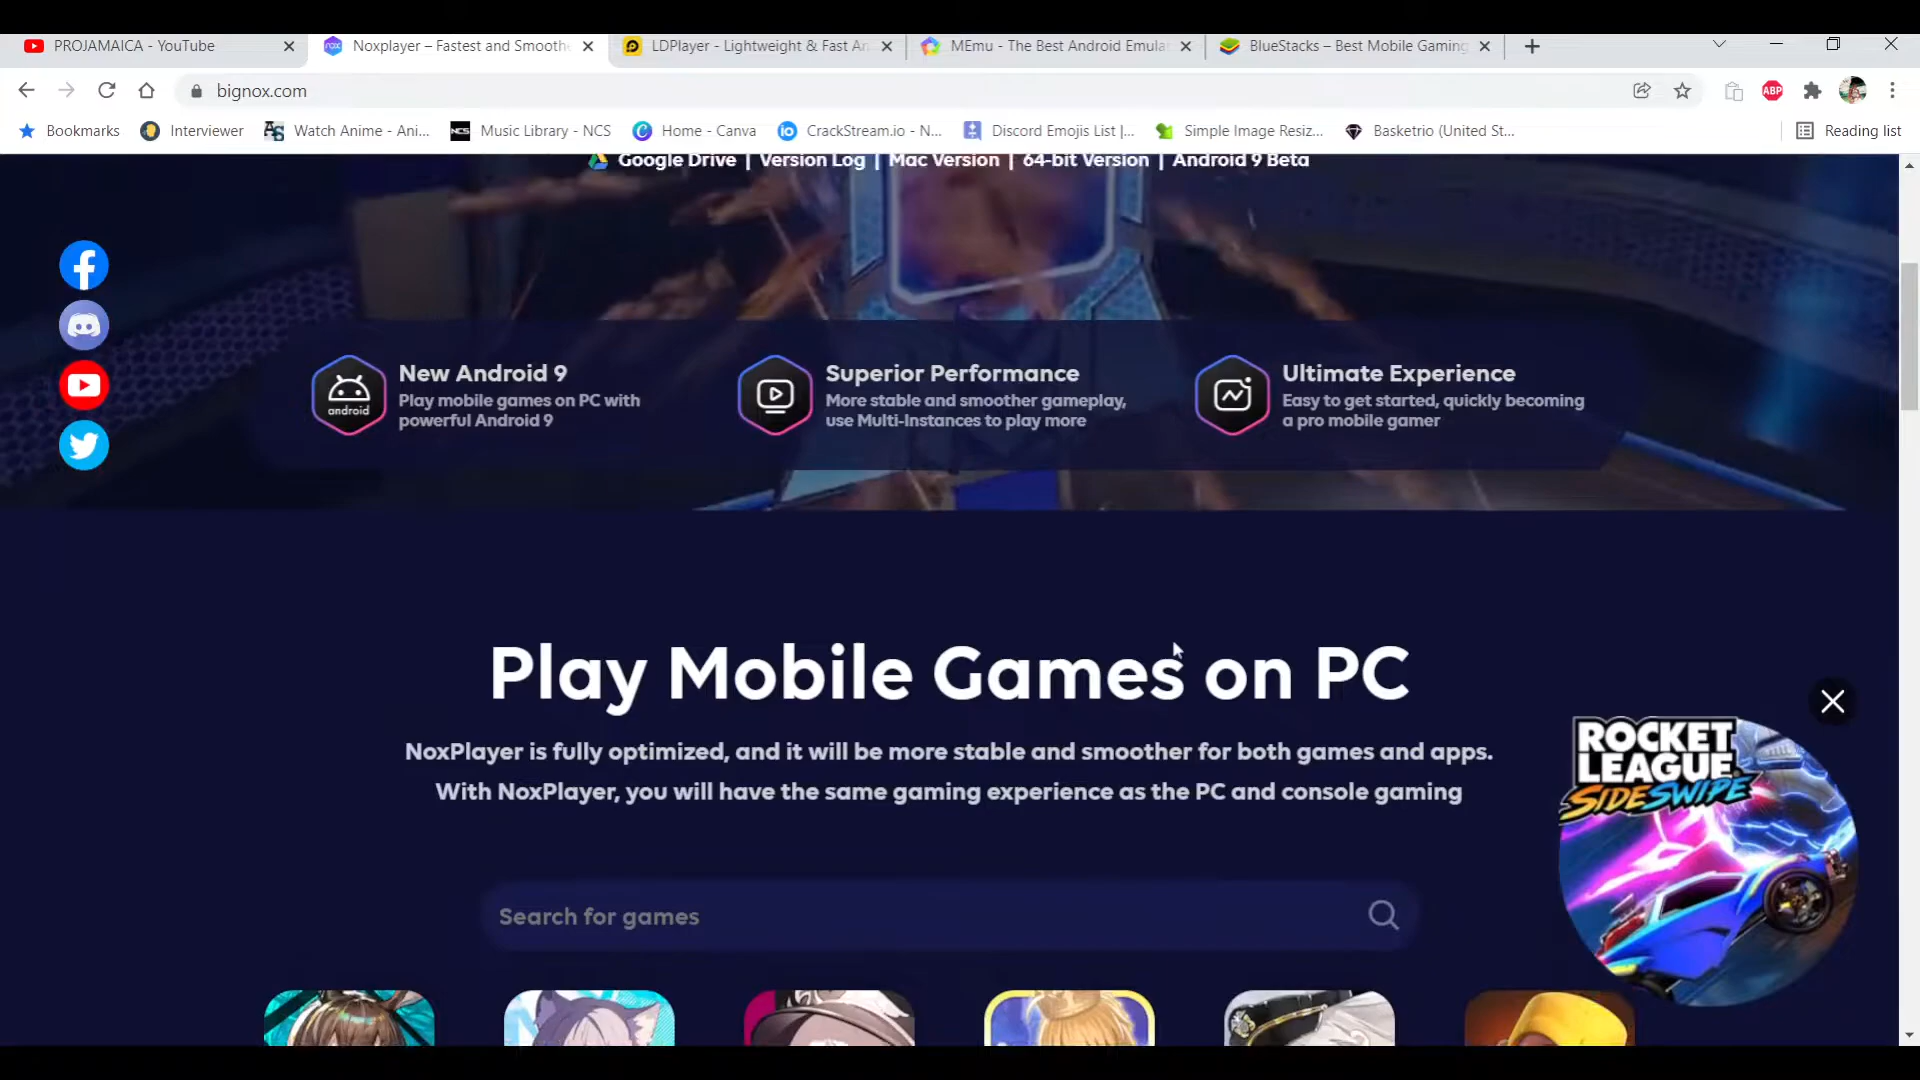 PROJAMAICA - YouTube
Noxplayer – Fastest and Smooth
LDPlayer - Lightweight & Fast An
MEmu - The Best Android Emula
BlueStacks – Best Mobile Gaming
bignox.com
ABP
Bookmarks
Interviewer
Watch Anime - Ani...
NCS
Music Library - NCS
Home - Canva
CrackStream.io - N...
Discord Emojis List |...
Simple Image Resiz...
Basketrio (United St...
Reading list
Google Drive | Version Log | Mac Version | 64-bit Version | Android 9 Beta
android
New Android 9
Play mobile games on PC with
powerful Android 9
Superior Performance
More stable and smoother gameplay,
use Multi-Instances to play more
Ultimate Experience
Easy to get started, quickly becoming
a pro mobile gamer
Play Mobile Games on PC
NoxPlayer is fully optimized, and it will be more stable and smoother for both games and apps.
With NoxPlayer, you will have the same gaming experience as the PC and console gaming
Search for games
ROCKET
LEAGUE
SIDESWIPE